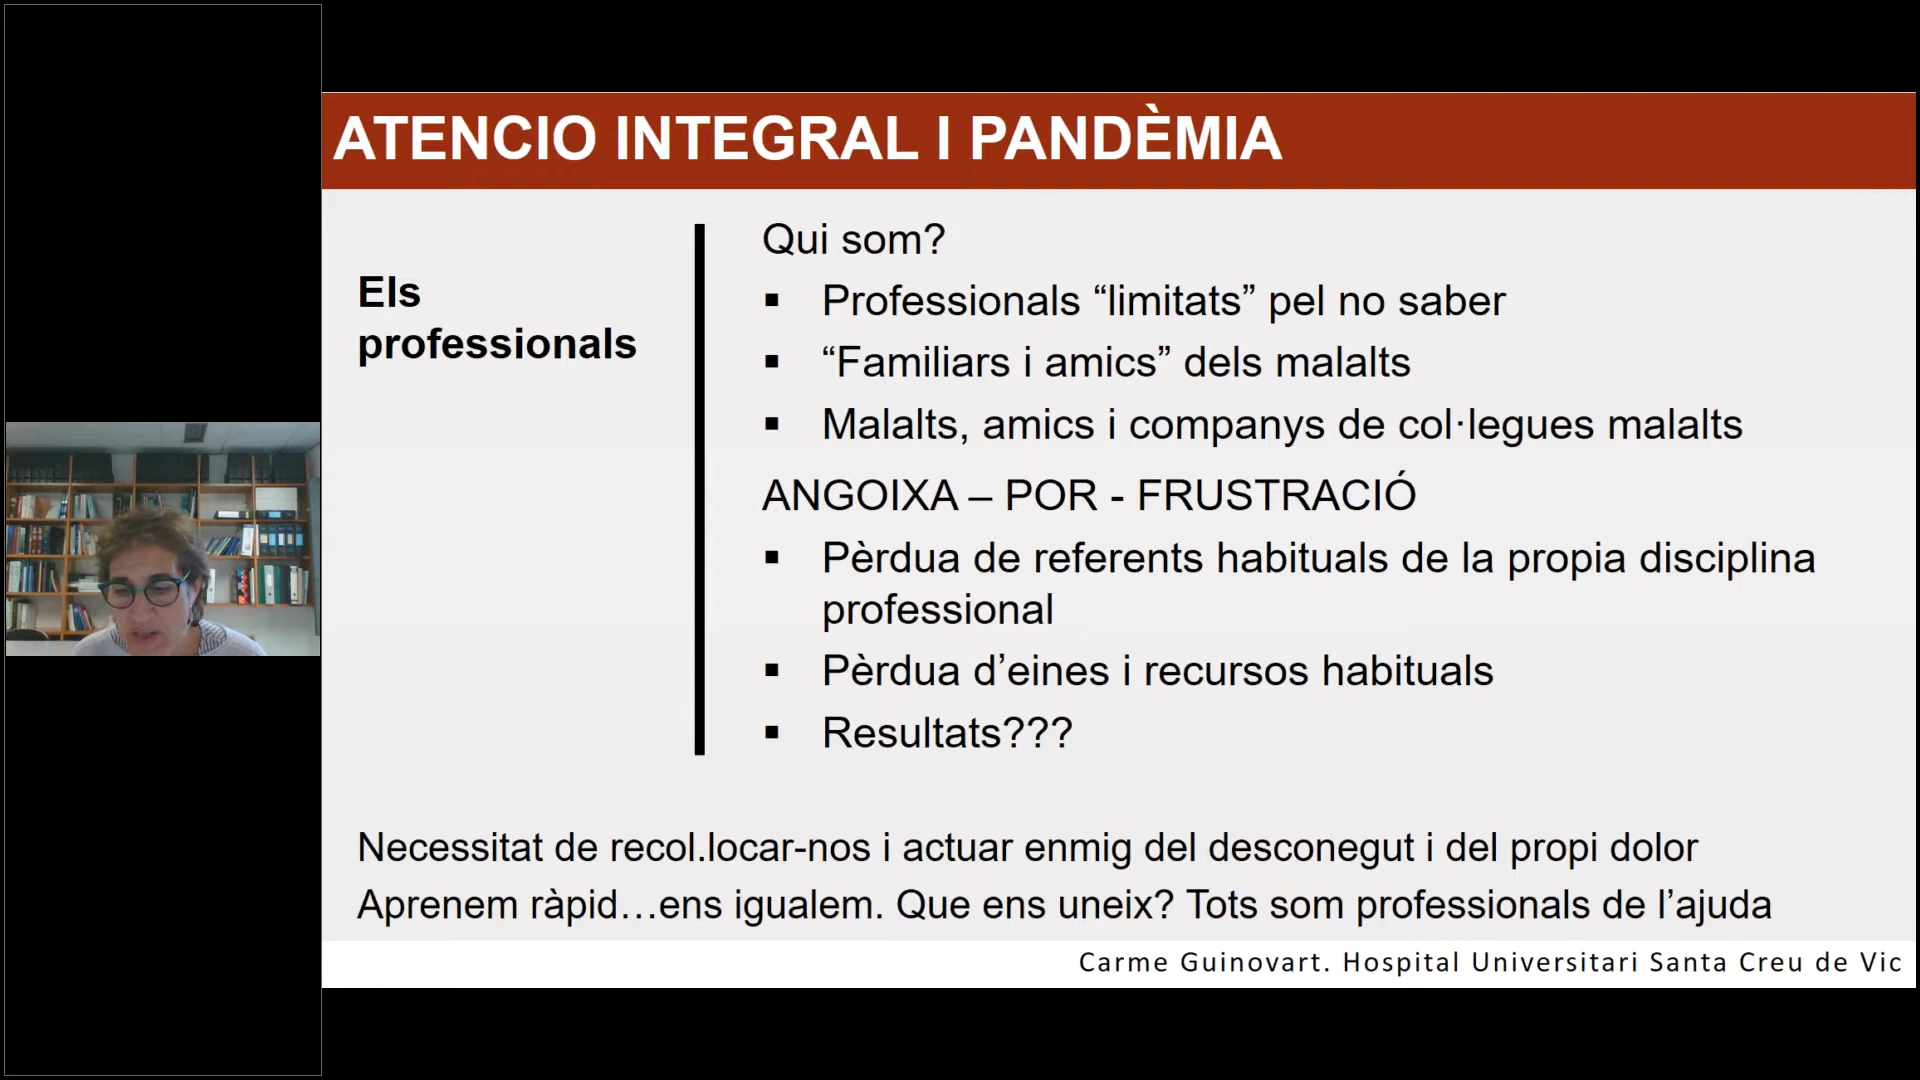 ATENCIO INTEGRAL I PANDÈMIA
Els
professionals
Qui som?
▪ Professionals “limitats” pel no saber
▪ “Familiars i amics” dels malalts
▪ Malalts, amics i companys de col·legues malalts
ANGOIXA – POR - FRUSTRACIÓ
▪ Pèrdua de referents habituals de la propia disciplina
professional
▪ Pèrdua d’eines i recursos habituals
▪ Resultats???
Necessitat de recol.locar-nos i actuar enmig del desconegut i del propi dolor
Aprenem ràpid…ens igualem. Que ens uneix? Tots som professionals de l’ajuda
Carme Guinovart. Hospital Universitari Santa Creu de Vic